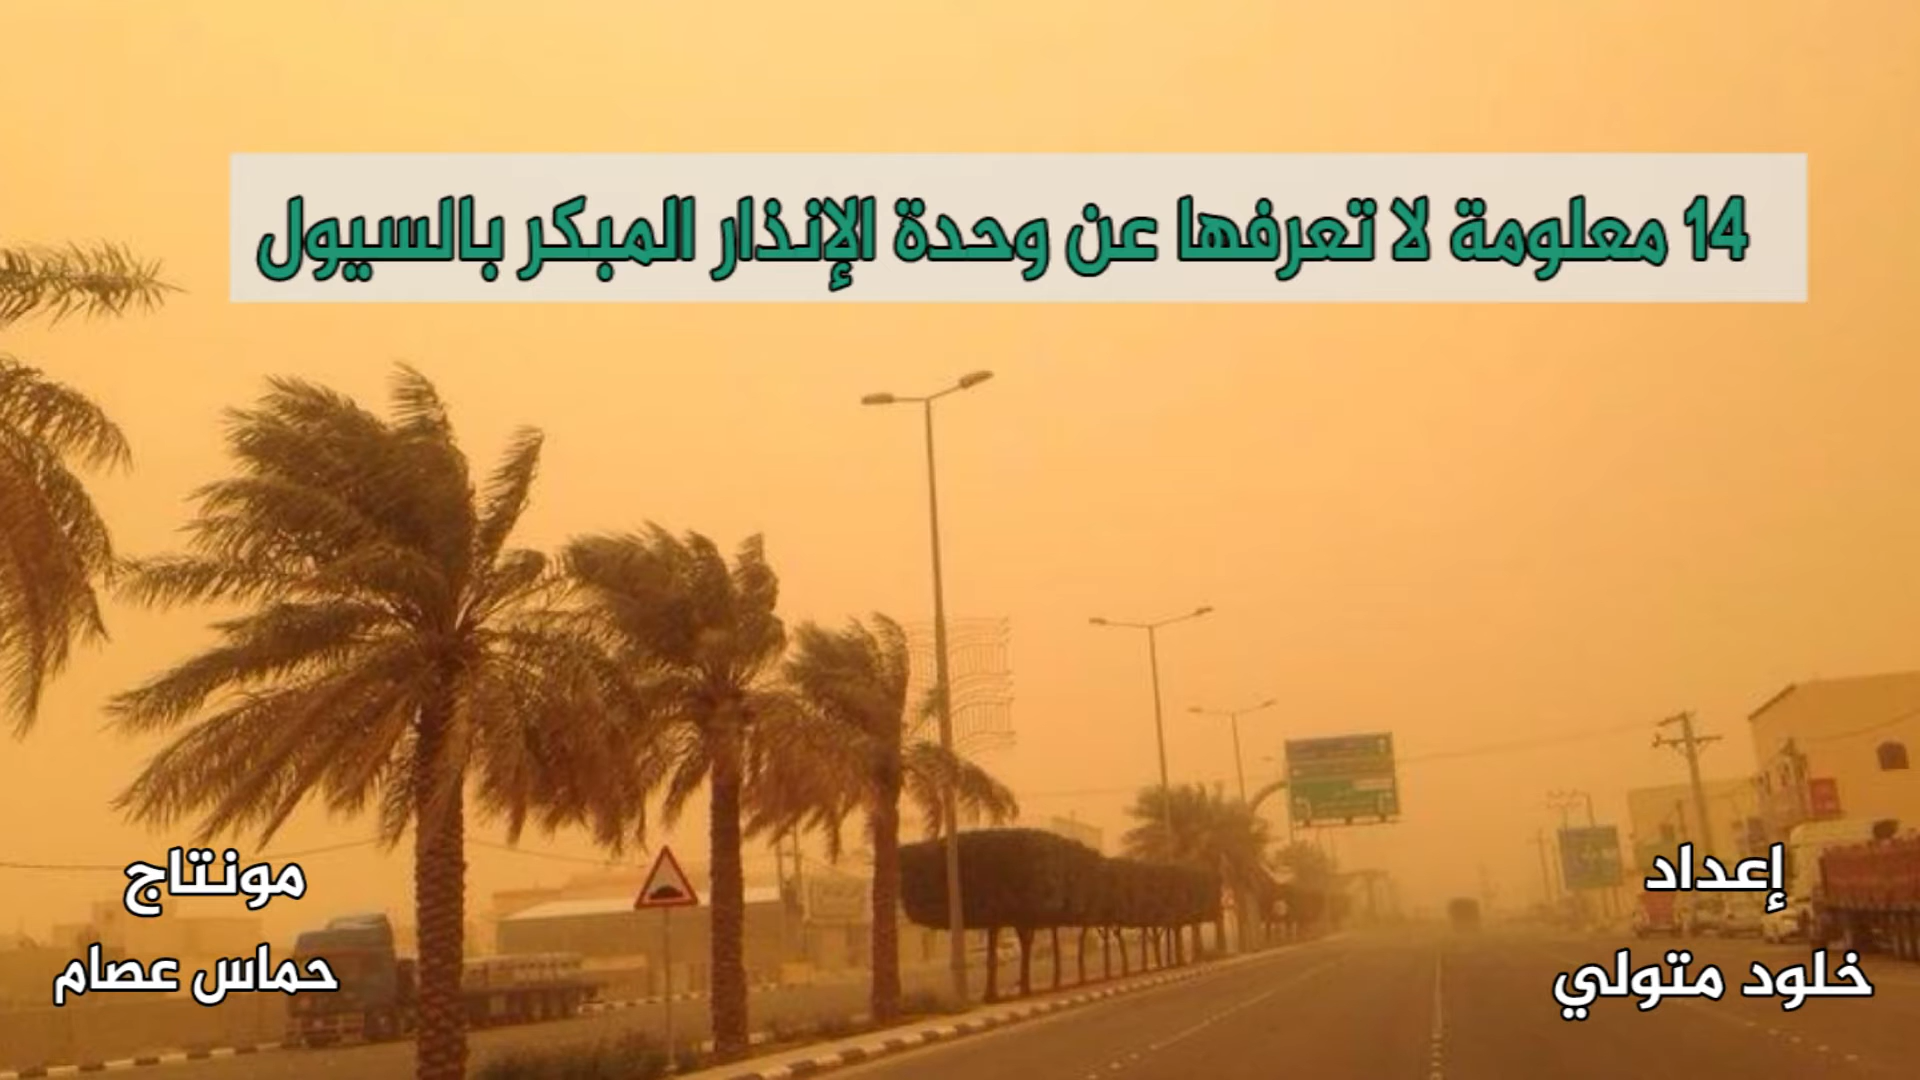 14 معلومة لا تعرفها عن وحدة الإنذار المبكر بالسيول
إعداد
خلود متولي
مونتاج
حماس عصام